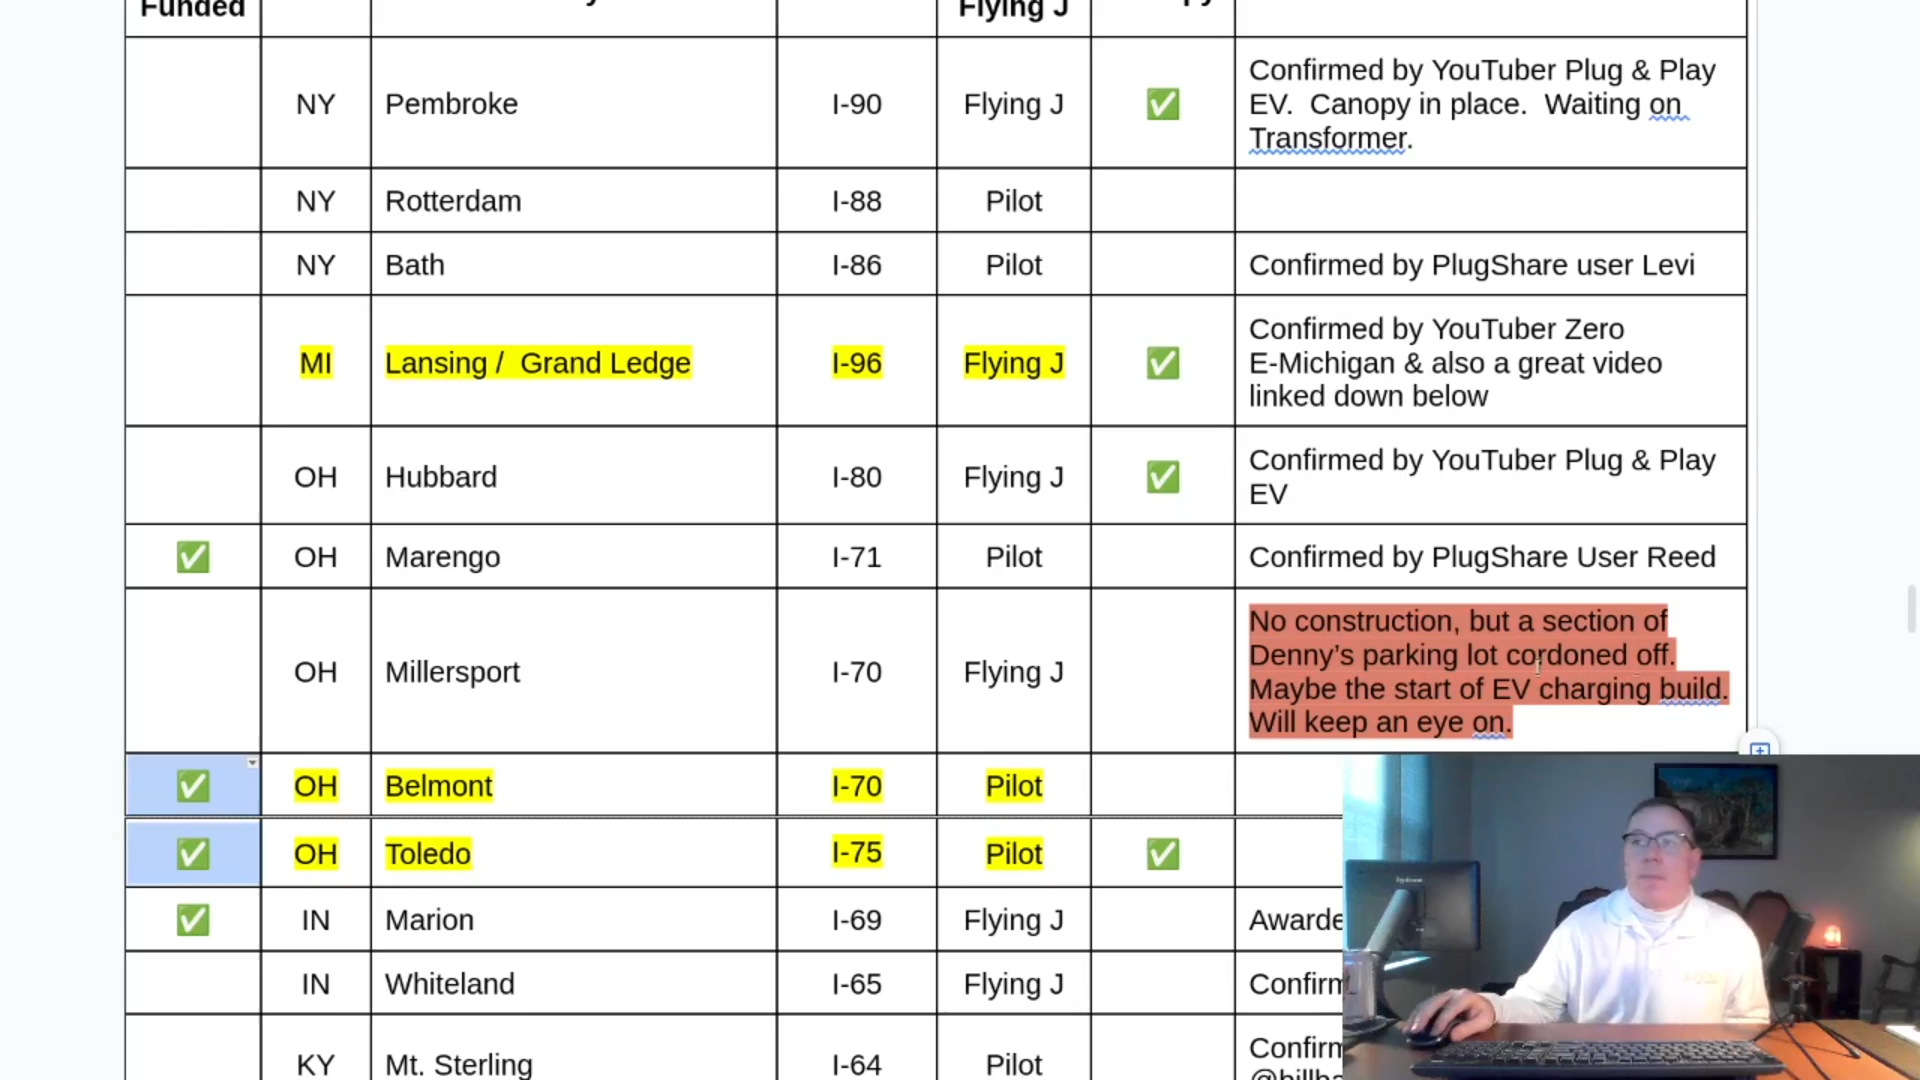 Funded
Flying J
NY Pembroke I-90 Flying J ✅ Confirmed by YouTuber Plug & Play
EV. Canopy in place. Waiting on
Transformer.
NY Rotterdam I-88 Pilot
NY Bath I-86 Pilot Confirmed by PlugShare user Levi
MI Lansing / Grand Ledge I-96 Flying J ✅ Confirmed by YouTuber Zero
E-Michigan & also a great video
linked down below
OH Hubbard I-80 Flying J ✅ Confirmed by YouTuber Plug & Play
EV
✅ OH Marengo I-71 Pilot Confirmed by PlugShare User Reed
OH Millersport I-70 Flying J No construction, but a section of
Denny’s parking lot cordoned off.
Maybe the start of EV charging build.
Will keep an eye on.
✅ OH Belmont I-70 Pilot
✅ OH Toledo I-75 Pilot ✅
✅ IN Marion I-69 Flying J Awarde
IN Whiteland I-65 Flying J Confirm
KY Mt. Sterling I-64 Pilot Confirm